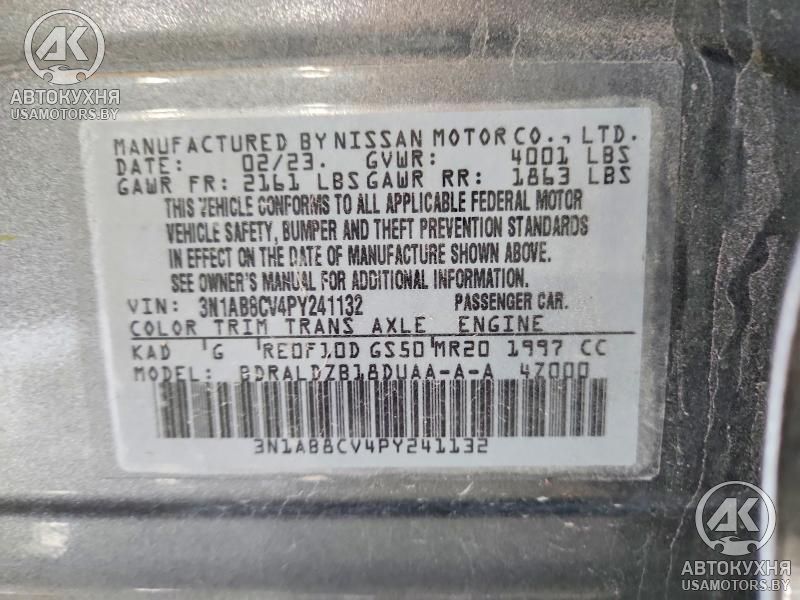 AK
АВТОКУХНЯ
USAMOTORS.BY
MANUFACTURED BY NISSAN MOTOR CO., LTD.
DATE: 02/23. GVWR: 4001 LBS
GAWR FR: 2161 LBS GAWR RR: 1863 LBS
THIS VEHICLE CONFORMS TO ALL APPLICABLE FEDERAL MOTOR
VEHICLE SAFETY, BUMPER AND THEFT PREVENTION STANDARDS
IN EFFECT ON THE DATE OF MANUFACTURE SHOWN ABOVE.
SEE OWNER'S MANUAL FOR ADDITIONAL INFORMATION.
VIN: 3N1AB8CV4PY241132 PASSENGER CAR.
COLOR TRIM TRANS AXLE ENGINE
KAD G RE0F10D GS50 MR20 1997 CC
MODEL: BDRALDZB18DUAA-A-A 4Z000
3N1AB8CV4PY241132
AK
АВТОКУХНЯ
USAMOTORS.BY